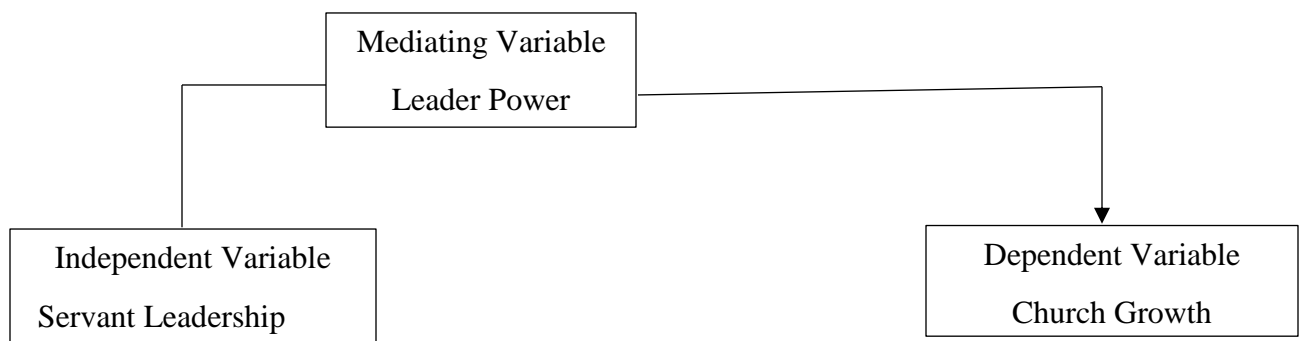 Mediating Variable
Leader Power
Independent Variable
Servant Leadership
Dependent Variable
Church Growth